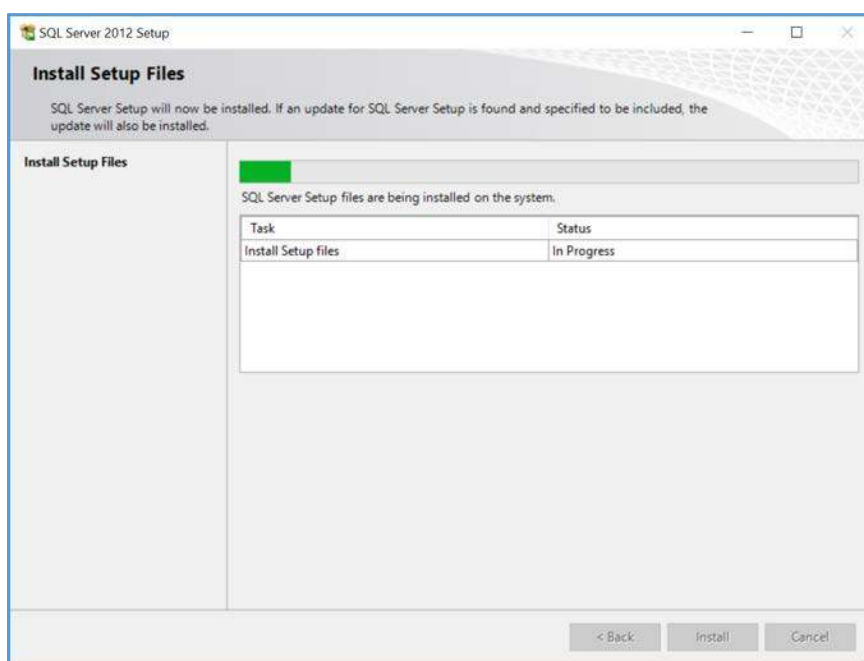 SQL Server 2012 Setup
Install Setup Files
SQL Server Setup will now be installed. If an update for SQL Server Setup is found and specified to be included, the
update will also be installed.
Install Setup Files
SQL Server Setup files are being installed on the system.
Task Status
Install Setup files In Progress
< Back Install Cancel